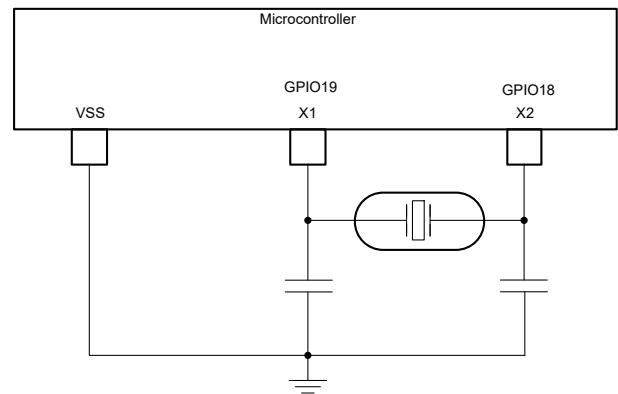 Microcontroller
GPIO19
GPIO18
VSS
X1
X2